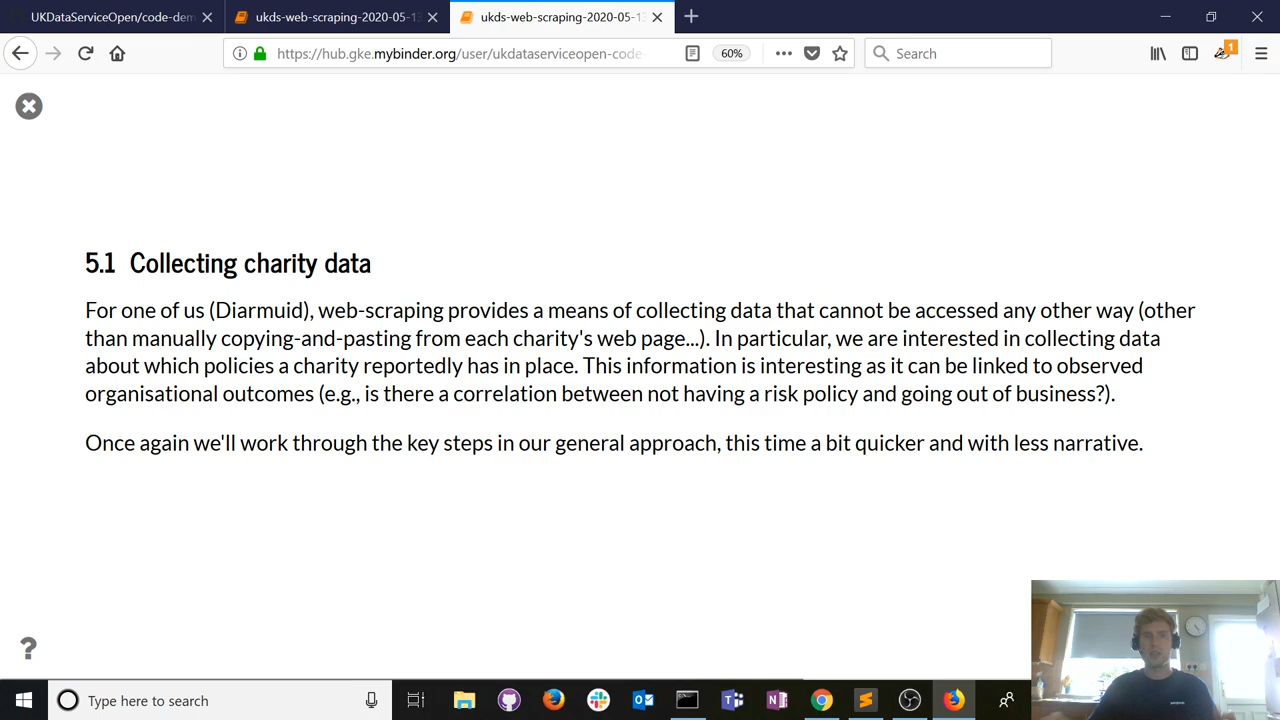 UKDataServiceOpen/code-dem
ukds-web-scraping-2020-05-13
ukds-web-scraping-2020-05-13
https://hub.gke.mybinder.org/user/ukdataserviceopen-code-
60%
Search
1
5.1 Collecting charity data
For one of us (Diarmuid), web-scraping provides a means of collecting data that cannot be accessed any other way (other
than manually copying-and-pasting from each charity's web page...). In particular, we are interested in collecting data
about which policies a charity reportedly has in place. This information is interesting as it can be linked to observed
organisational outcomes (e.g., is there a correlation between not having a risk policy and going out of business?).
Once again we'll work through the key steps in our general approach, this time a bit quicker and with less narrative.
?
Type here to search